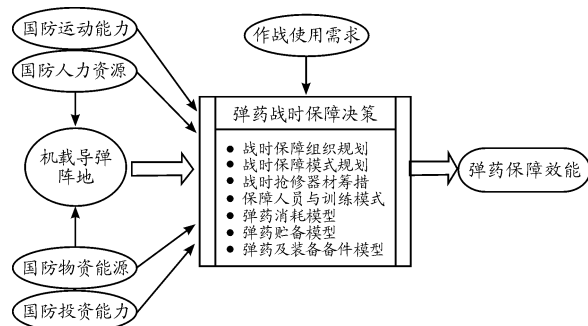 国防运动能力
国防人力资源
机载导弹
阵地
国防物资能源
国防投资能力
作战使用需求
弹药战时保障决策
战时保障组织规划
战时保障模式规划
战时抢修器材筹措
保障人员与训练模式
弹药消耗模型
弹药贮备模型
弹药及装备备件模型
弹药保障效能